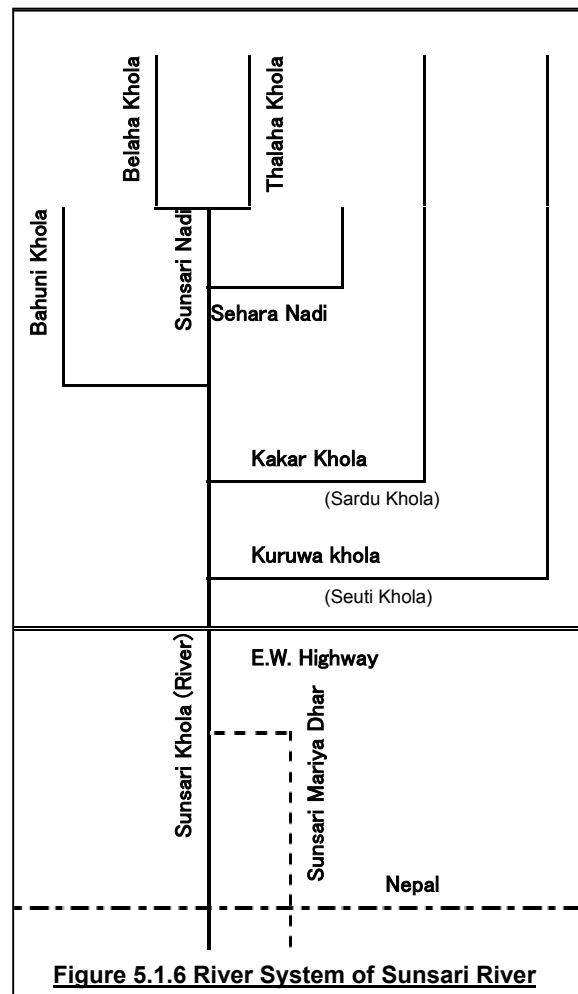 Belaha Khola
Thalaha Khola
Bahuni Khola
Sunsari Nadi
Sehara Nadi
Kakar Khola
(Sardu Khola)
Kuruwa khola
(Seuti Khola)
E.W. Highway
Sunsari Khola (River)
Sunsari Mariya Dhar
Nepal
Figure 5.1.6 River System of Sunsari River